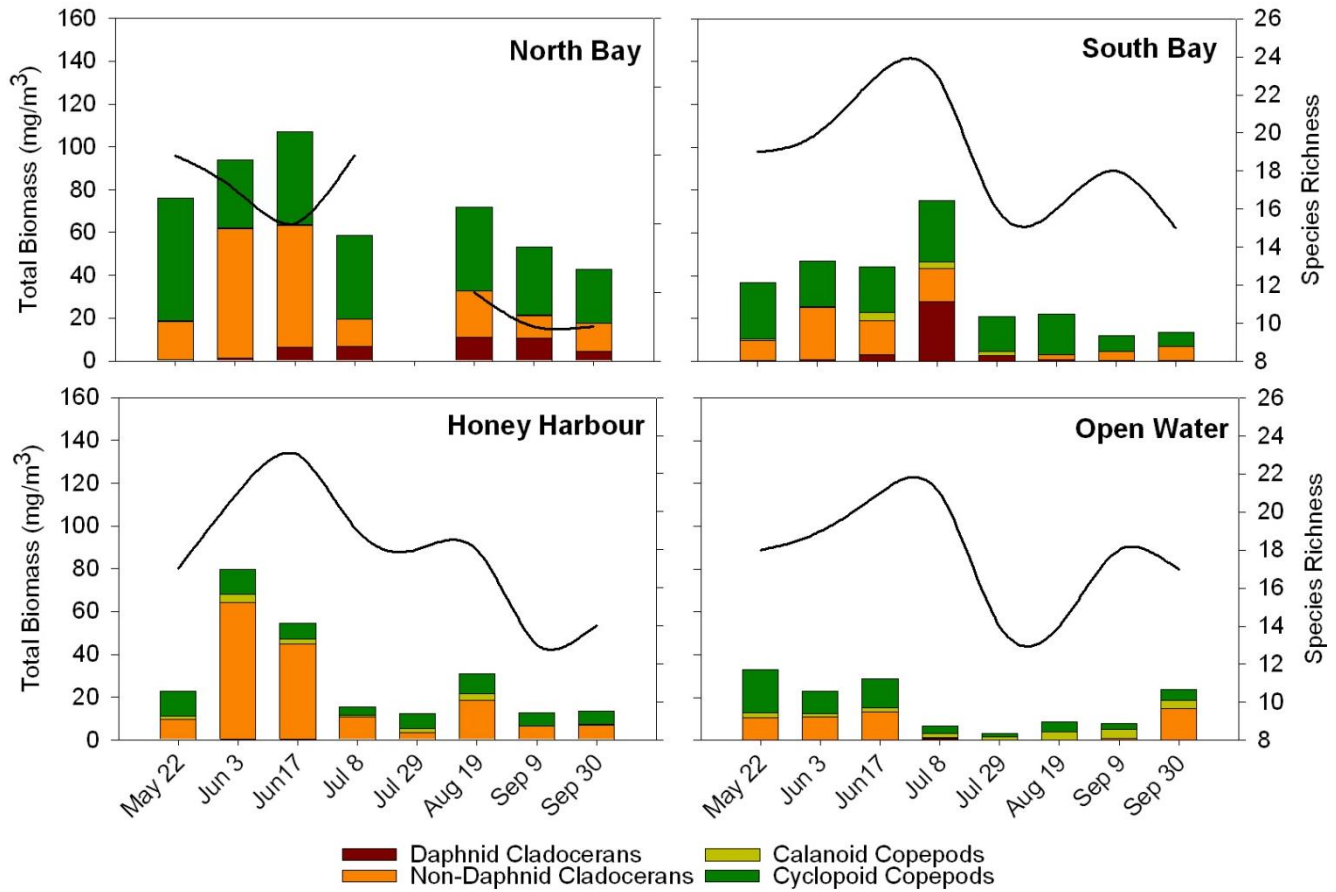 160
140
120
100
80
60
40
20
0
Total Biomass (mg/m³)
North Bay
South Bay
26
24
22
20
18
16
14
12
10
8
Species Richness
160
140
120
100
80
60
40
20
0
Total Biomass (mg/m³)
Honey Harbour
Open Water
26
24
22
20
18
16
14
12
10
8
Species Richness
May 22
Jun 3
Jun17
Jul 8
Jul 29
Aug 19
Sep 9
Sep 30
May 22
Jun 3
Jun17
Jul 8
Jul 29
Aug 19
Sep 9
Sep 30
Daphnid Cladocerans
Calanoid Copepods
Non-Daphnid Cladocerans
Cyclopoid Copepods